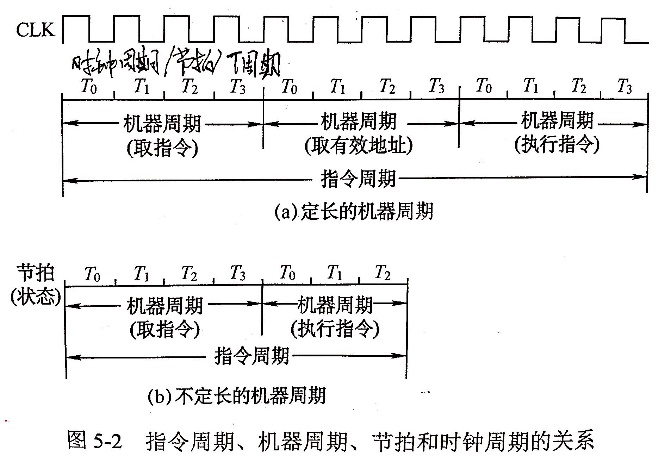 CLK
时钟周期/节拍/T周期
T0 T1 T2 T3 T0 T1 T2 T3 T0 T1 T2 T3
机器周期 机器周期 机器周期
(取指令) (取有效地址) (执行指令)
指令周期
(a)定长的机器周期
节拍 T0 T1 T2 T3 T0 T1 T2
(状态) 机器周期 机器周期
(取指令) (执行指令)
指令周期
(b)不定长的机器周期
图 5-2 指令周期、机器周期、节拍和时钟周期的关系